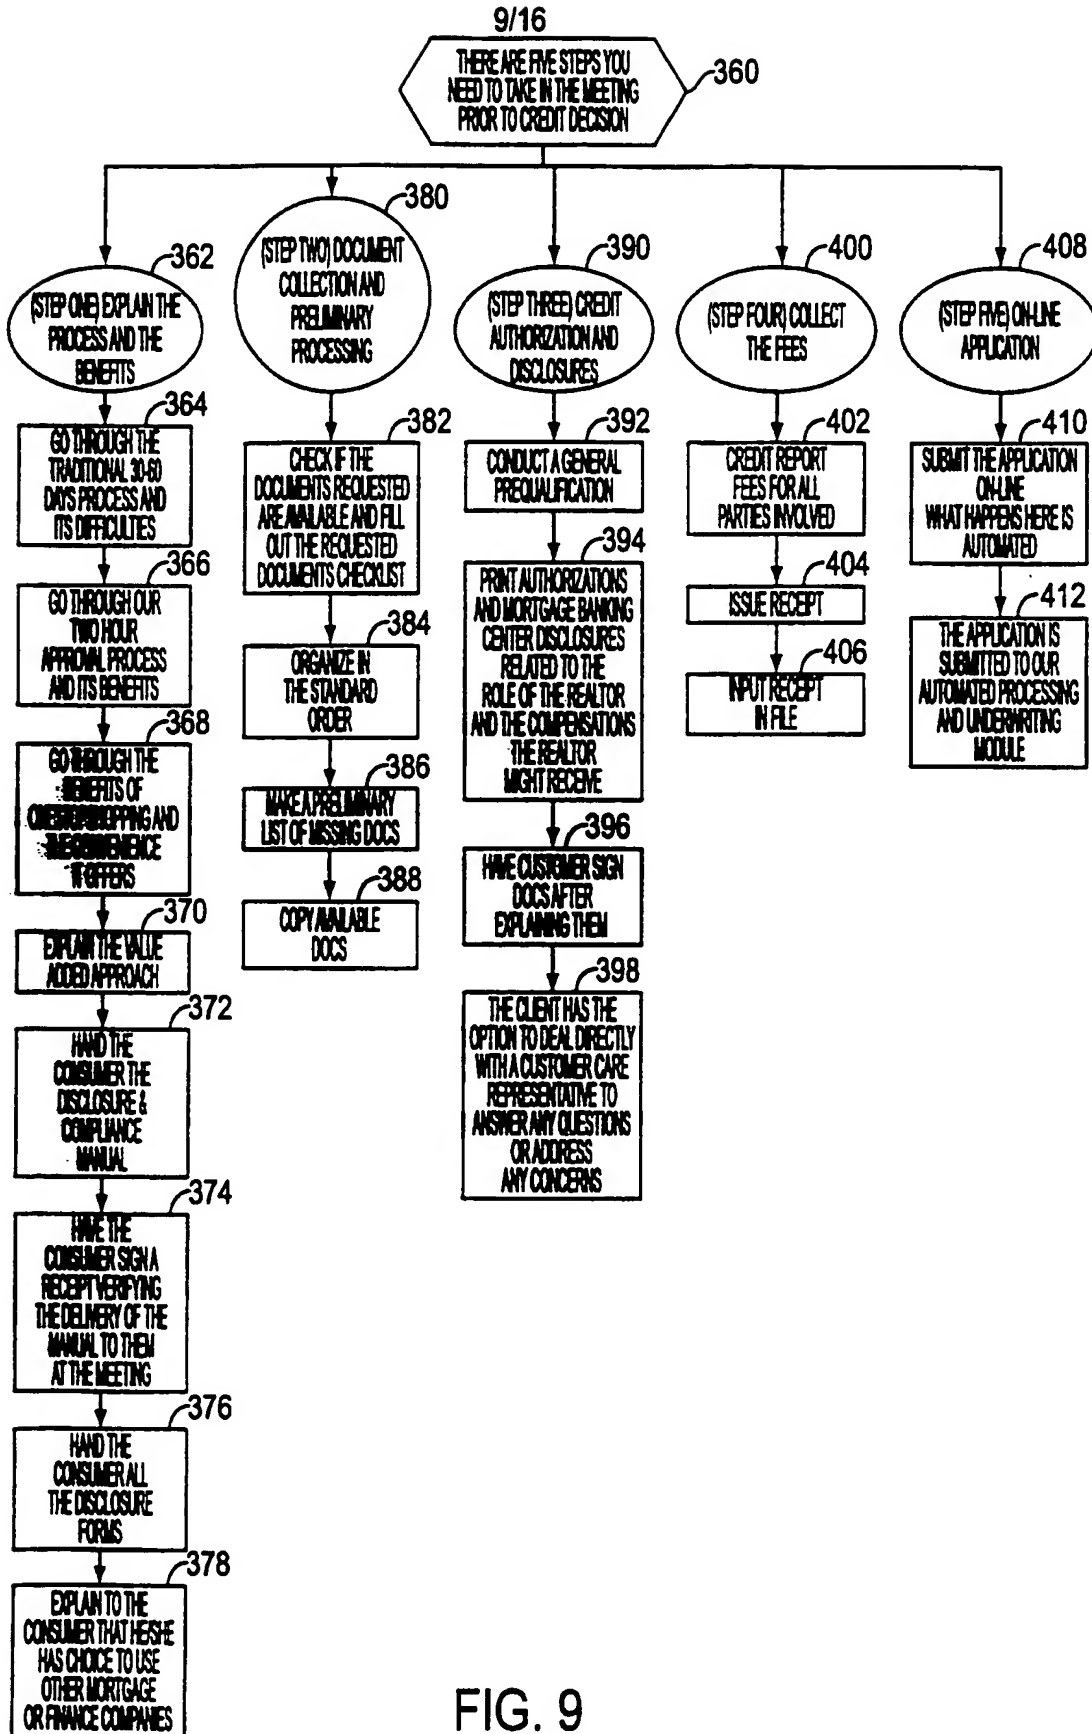 9/16
THERE ARE FIVE STEPS YOU
NEED TO TAKE IN THE MEETING
PRIOR TO CREDIT DECISION
360
362
(STEP ONE) EXPLAIN THE
PROCESS AND THE
BENEFITS
364
GO THROUGH THE
TRADITIONAL 30-60
DAYS PROCESS AND
ITS DIFFICULTIES
366
GO THROUGH OUR
TWO HOUR
APPROVAL PROCESS
AND ITS BENEFITS
368
GO THROUGH THE
BENEFITS OF
AND
IT OFFERS
370
EXPLAIN THE VALUE
ADDED APPROACH
372
HAND THE
CONSUMER THE
DISCLOSURE &
COMPLIANCE
MANUAL
374
HAVE THE
CONSUMER SIGN A
RECEIPT VERIFYING
THE DELIVERY OF THE
MANUAL TO THEM
AT THE MEETING
376
HAND THE
CONSUMER ALL
THE DISCLOSURE
FORMS
378
EXPLAIN TO THE
CONSUMER THAT HE/SHE
HAS CHOICE TO USE
OTHER MORTGAGE
OR FINANCE COMPANIES
380
(STEP TWO) DOCUMENT
COLLECTION AND
PRELIMINARY
PROCESSING
382
CHECK IF THE
DOCUMENTS REQUESTED
ARE AVAILABLE AND FILL
OUT THE REQUESTED
DOCUMENTS CHECKLIST
384
ORGANIZE IN
THE STANDARD
ORDER
386
MAKE A PRELIMINARY
LIST OF MISSING DOCS
388
COPY AVAILABLE
DOCS
390
(STEP THREE) CREDIT
AUTHORIZATION AND
DISCLOSURES
392
CONDUCT A GENERAL
PREQUALIFICATION
394
PRINT AUTHORIZATIONS
AND MORTGAGE BANKING
CENTER DISCLOSURES
RELATED TO THE
ROLE OF THE REALTOR
AND THE COMPENSATIONS
THE REALTOR
MIGHT RECEIVE
396
HAVE CUSTOMER SIGN
DOCS AFTER
EXPLAINING THEM
398
THE CLIENT HAS THE
OPTION TO DEAL DIRECTLY
WITH A CUSTOMER CARE
REPRESENTATIVE TO
ANSWER ANY QUESTIONS
OR ADDRESS
ANY CONCERNS
400
(STEP FOUR) COLLECT
THE FEES
402
CREDIT REPORT
FEES FOR ALL
PARTIES INVOLVED
404
ISSUE RECEIPT
406
INPUT RECEIPT
IN FILE
408
(STEP FIVE) ON-LINE
APPLICATION
410
SUBMIT THE APPLICATION
ON-LINE
WHAT HAPPENS HERE IS
AUTOMATED
412
THE APPLICATION IS
SUBMITTED TO OUR
AUTOMATED PROCESSING
AND UNDERWRITING
MODULE
FIG. 9